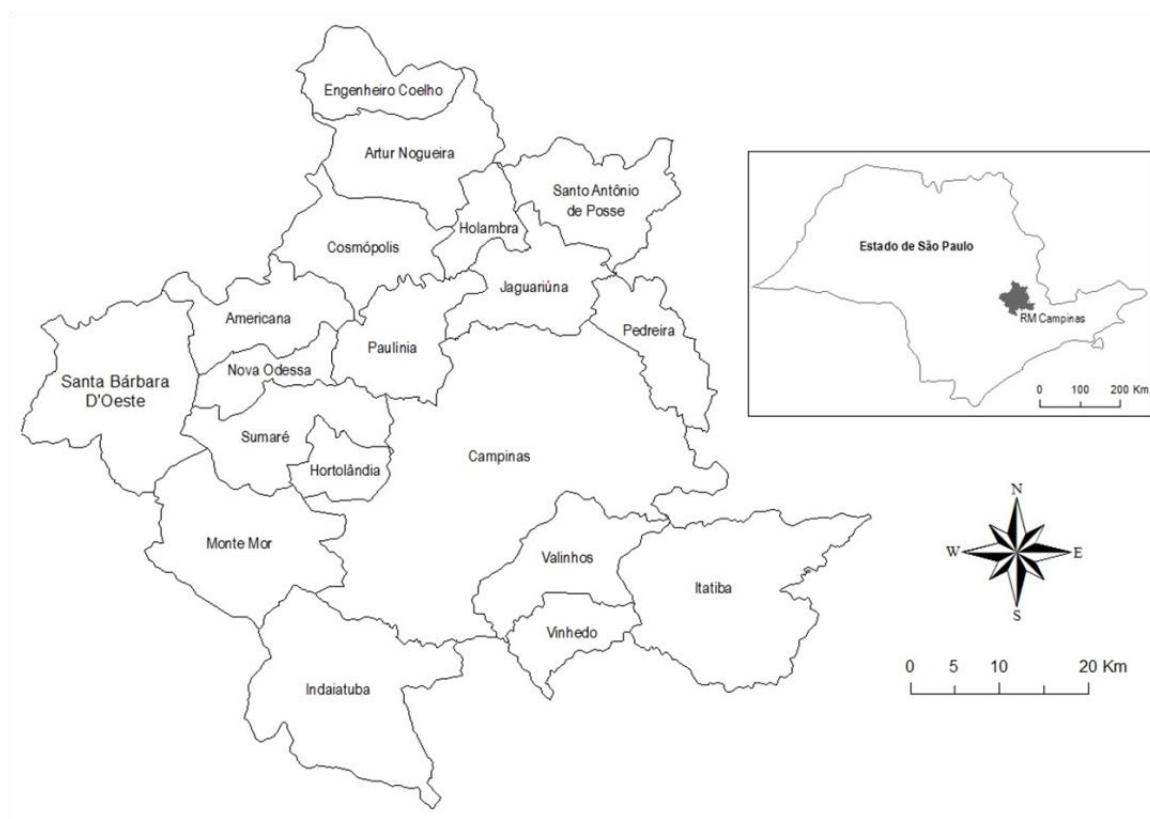 Engenheiro Coelho
Artur Nogueira
Santo Antônio
de Posse
Holambra
Cosmópolis
Jaguariúna
Americana
Pedreira
Paulínia
Nova Odessa
Santa Bárbara
D'Oeste
Sumaré
Hortolândia
Campinas
Monte Mor
Valinhos
Itatiba
Vinhedo
Indaiatuba
Estado de São Paulo
RM Campinas
0 100 200 Km
N
W E
S
0 5 10 20 Km